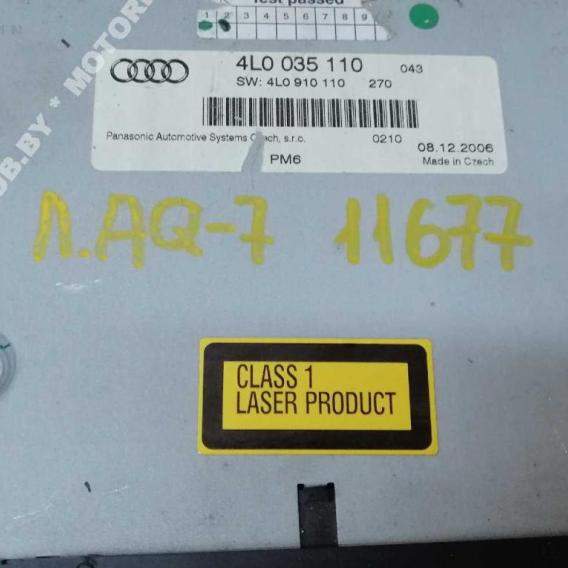 Test passed
1 2 3 4 5 6 7 8 9
4L0 035 110 043
SW: 4L0 910 110 270
Panasonic Automotive Systems Czech, s.r.o. 0210 08.12.2006
PM6 Made in Czech
Л.AQ-7 11677
CLASS 1
LASER PRODUCT